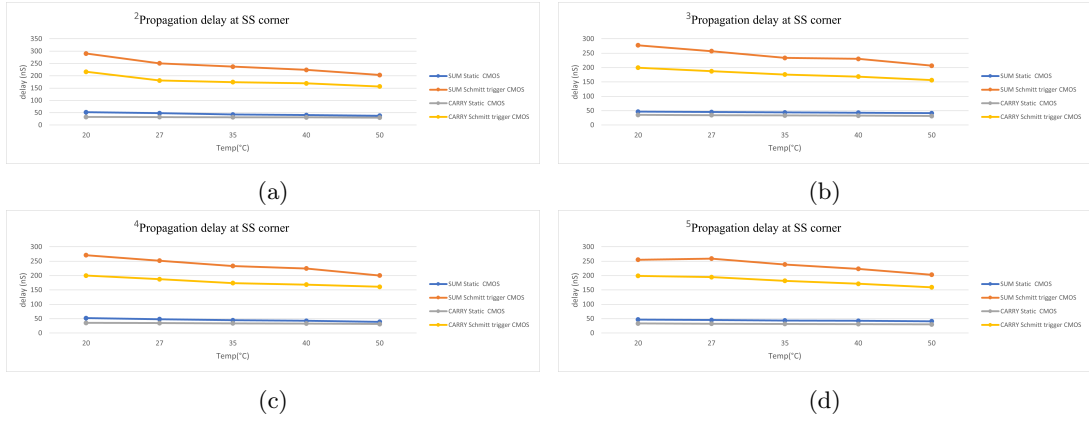 ²Propagation delay at SS corner
350
300
250
200
150
100
50
0
delay (nS)
20 27 35 40 50
Temp(°C)
SUM Static CMOS
SUM Schmitt trigger CMOS
CARRY Static CMOS
CARRY Schmitt trigger CMOS
(a)
³Propagation delay at SS corner
300
250
200
150
100
50
0
delay (nS)
20 27 35 40 50
Temp(°C)
SUM Static CMOS
SUM Schmitt trigger CMOS
CARRY Static CMOS
CARRY Schmitt trigger CMOS
(b)
⁴Propagation delay at SS corner
300
250
200
150
100
50
0
delay (nS)
20 27 35 40 50
Temp(°C)
SUM Static CMOS
SUM Schmitt trigger CMOS
CARRY Static CMOS
CARRY Schmitt trigger CMOS
(c)
⁵Propagation delay at SS corner
300
250
200
150
100
50
0
delay (nS)
20 27 35 40 50
Temp(°C)
SUM Static CMOS
SUM Schmitt trigger CMOS
CARRY Static CMOS
CARRY Schmitt trigger CMOS
(d)